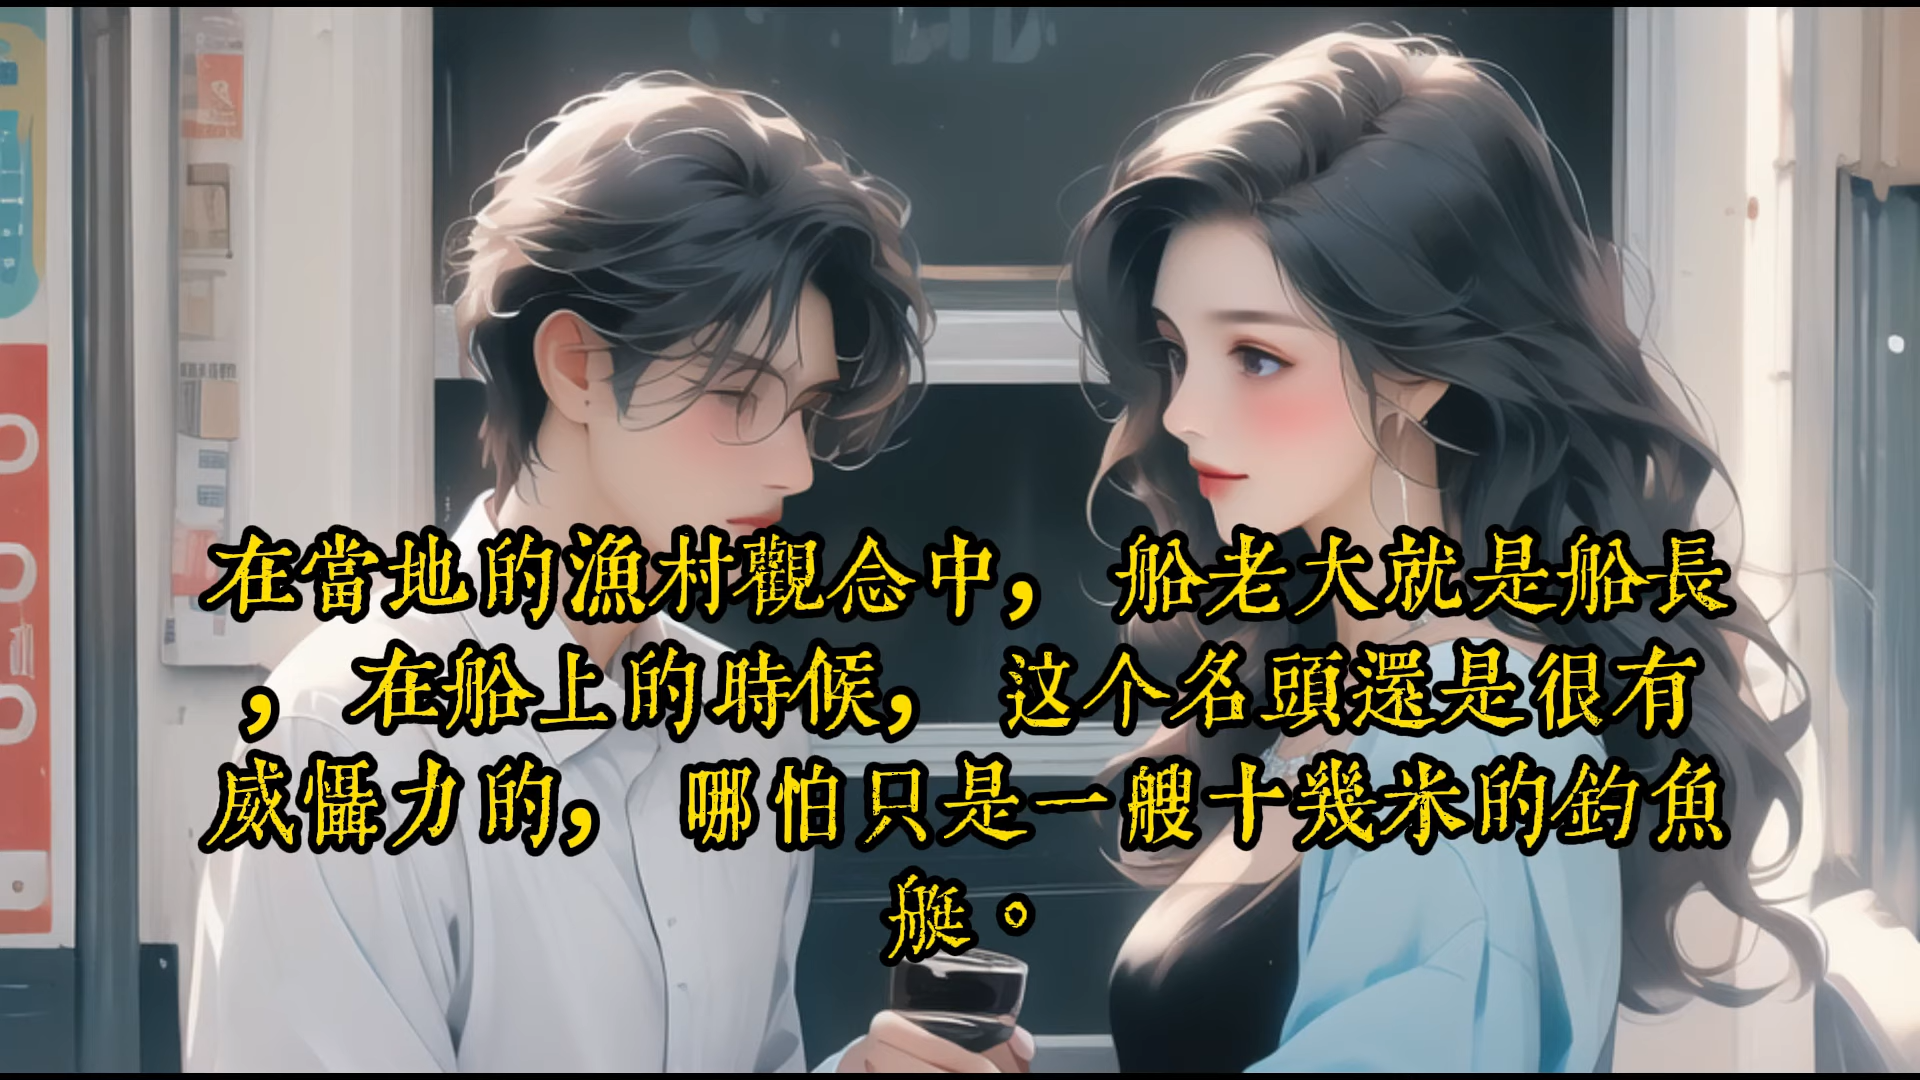 在當地的漁村觀念中，船老大就是船長
，在船上的時候，这个名頭還是很有
威懾力的，哪怕只是一艘十幾米的釣魚
艇。